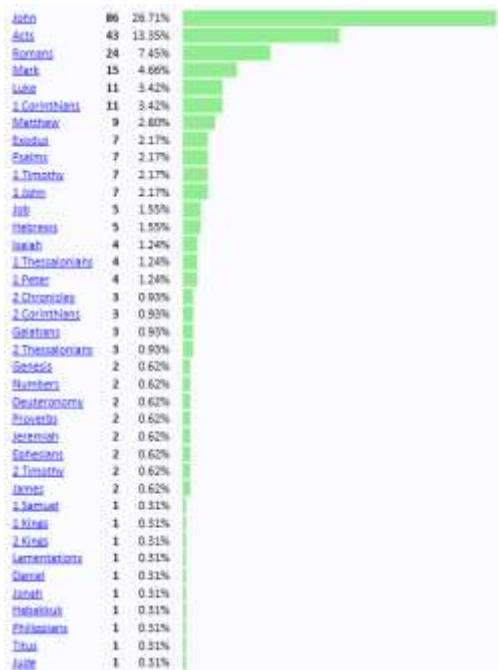 John 86 26.71%
Acts 43 13.35%
Romans 24 7.45%
Mark 15 4.66%
Luke 11 3.42%
1 Corinthians 11 3.42%
Matthew 9 2.80%
Exodus 7 2.17%
Psalms 7 2.17%
1 Timothy 7 2.17%
1 John 7 2.17%
Job 5 1.55%
Hebrews 5 1.55%
Isaiah 4 1.24%
1 Thessalonians 4 1.24%
1 Peter 4 1.24%
2 Chronicles 3 0.93%
2 Corinthians 3 0.93%
Galatians 3 0.93%
2 Thessalonians 3 0.93%
Genesis 2 0.62%
Numbers 2 0.62%
Deuteronomy 2 0.62%
Proverbs 2 0.62%
Jeremiah 2 0.62%
Ephesians 2 0.62%
2 Timothy 2 0.62%
James 2 0.62%
1 Samuel 1 0.31%
1 Kings 1 0.31%
2 Kings 1 0.31%
Lamentations 1 0.31%
Daniel 1 0.31%
Jonah 1 0.31%
Habakkuk 1 0.31%
Philippians 1 0.31%
Titus 1 0.31%
Jude 1 0.31%